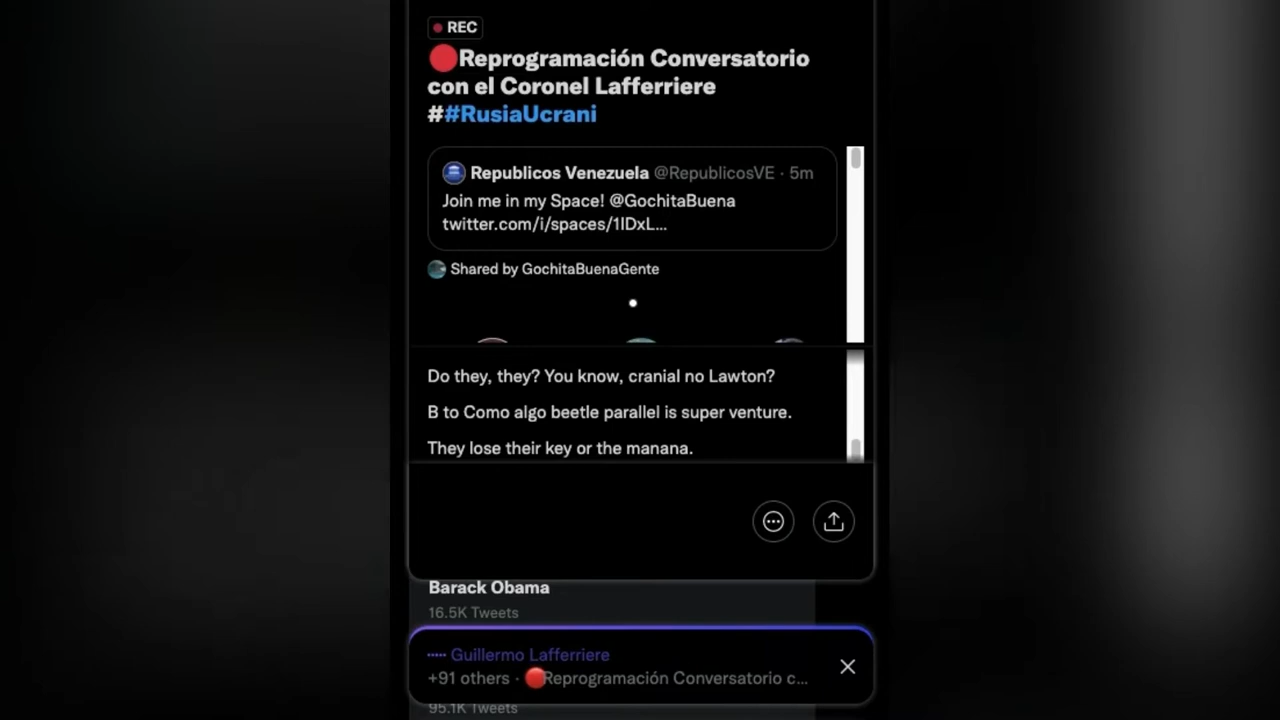 REC
🔴Reprogramación Conversatorio
con el Coronel Lafferriere
##RusiaUcrani
Republicos Venezuela @RepublicosVE · 5m
Join me in my Space! @GochitaBuena
twitter.com/i/spaces/1lDxL...
Shared by GochitaBuenaGente
Do they, they? You know, cranial no Lawton?
B to Como algo beetle parallel is super venture.
They lose their key or the manana.
Barack Obama
16.5K Tweets
Guillermo Lafferriere
+91 others · 🔴Reprogramación Conversatorio c...
95.1K Tweets